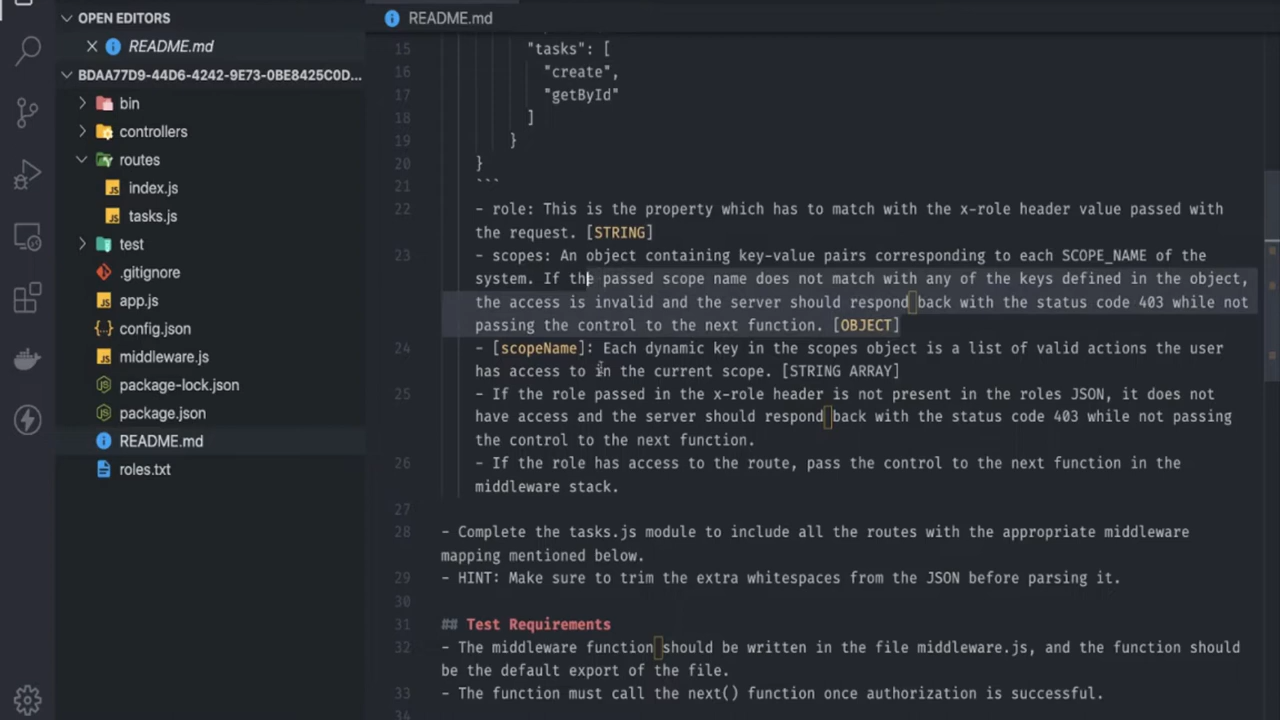 OPEN EDITORS
README.md
BDAA77D9-44D6-4242-9E73-0BE8425C0D...
bin
controllers
routes
index.js
tasks.js
test
.gitignore
app.js
config.json
middleware.js
package-lock.json
package.json
README.md
roles.txt
README.md
15 "tasks": [
16 "create",
17 "getById"
18 ]
19 }
20 }
21 ```
22 - role: This is the property which has to match with the x-role header value passed with
the request. [STRING]
23 - scopes: An object containing key-value pairs corresponding to each SCOPE_NAME of the
system. If the passed scope name does not match with any of the keys defined in the object,
the access is invalid and the server should respond back with the status code 403 while not
passing the control to the next function. [OBJECT]
24 - [scopeName]: Each dynamic key in the scopes object is a list of valid actions the user
has access to in the current scope. [STRING ARRAY]
25 - If the role passed in the x-role header is not present in the roles JSON, it does not
have access and the server should respond back with the status code 403 while not passing
the control to the next function.
26 - If the role has access to the route, pass the control to the next function in the
middleware stack.
27
28 - Complete the tasks.js module to include all the routes with the appropriate middleware
mapping mentioned below.
29 - HINT: Make sure to trim the extra whitespaces from the JSON before parsing it.
30
31 ## Test Requirements
32 - The middleware function should be written in the file middleware.js, and the function should
be the default export of the file.
33 - The function must call the next() function once authorization is successful.
34